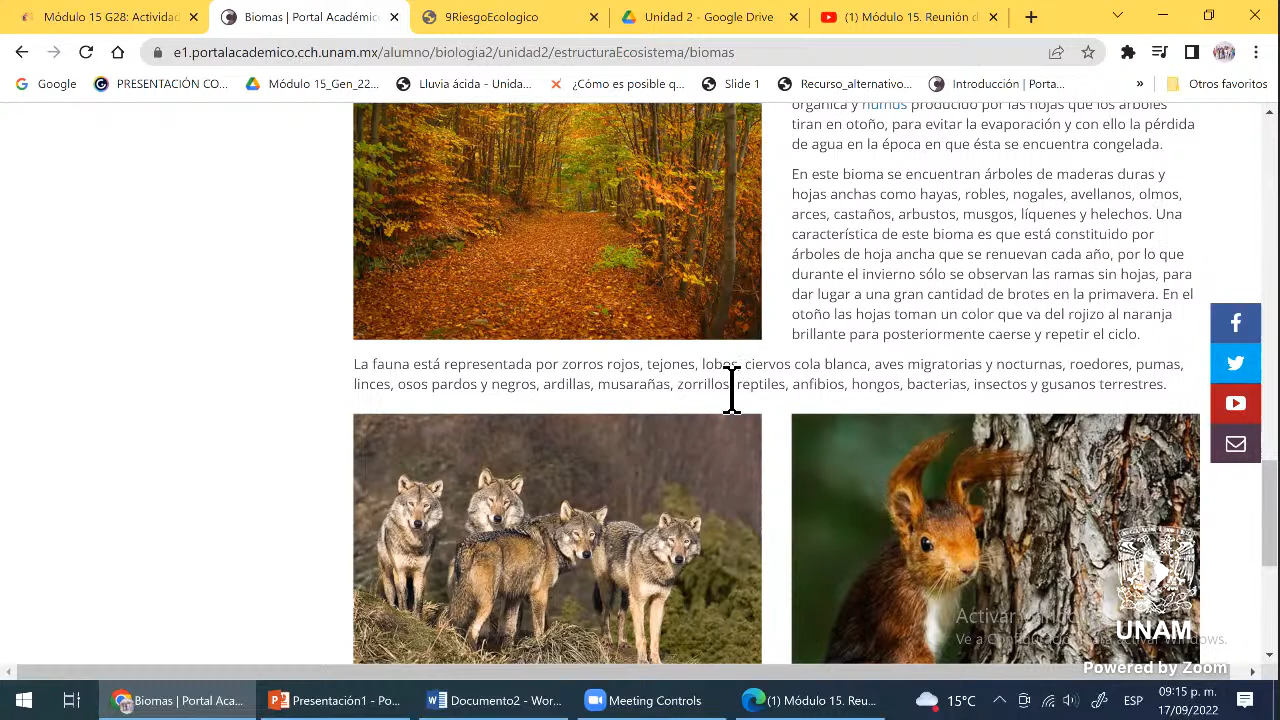 Módulo 15 G28: Actividad
Biomas | Portal Académic
9RiesgoEcologico
Unidad 2 - Google Drive
(1) Módulo 15. Reunión d
e1.portalacademico.cch.unam.mx/alumno/biologia2/unidad2/estructuraEcosistema/biomas
Google
PRESENTACIÓN CO...
Módulo 15_Gen_22...
Lluvia ácida - Unida...
¿Cómo es posible q...
Slide 1
Recurso_alternativo...
Introducción | Porta...
»
Otros favoritos
orgánica y humus producido por las hojas que los árboles
tiran en otoño, para evitar la evaporación y con ello la pérdida
de agua en la época en que ésta se encuentra congelada.
En este bioma se encuentran árboles de maderas duras y
hojas anchas como hayas, robles, nogales, avellanos, olmos,
arces, castaños, arbustos, musgos, líquenes y helechos. Una
característica de este bioma es que está constituido por
árboles de hoja ancha que se renuevan cada año, por lo que
durante el invierno sólo se observan las ramas sin hojas, para
dar lugar a una gran cantidad de brotes en la primavera. En el
otoño las hojas toman un color que va del rojizo al naranja
brillante para posteriormente caerse y repetir el ciclo.
La fauna está representada por zorros rojos, tejones, lobos, ciervos cola blanca, aves migratorias y nocturnas, roedores, pumas,
linces, osos pardos y negros, ardillas, musarañas, zorrillos, reptiles, anfibios, hongos, bacterias, insectos y gusanos terrestres.
Activar
Ve a
Windows.
UNAM
Powered by Zoom
Biomas | Portal Aca...
Presentación1 - Po...
Documento2 - Wor...
Meeting Controls
(1) Módulo 15. Reu...
15°C
ESP
09:15 p. m.
17/09/2022